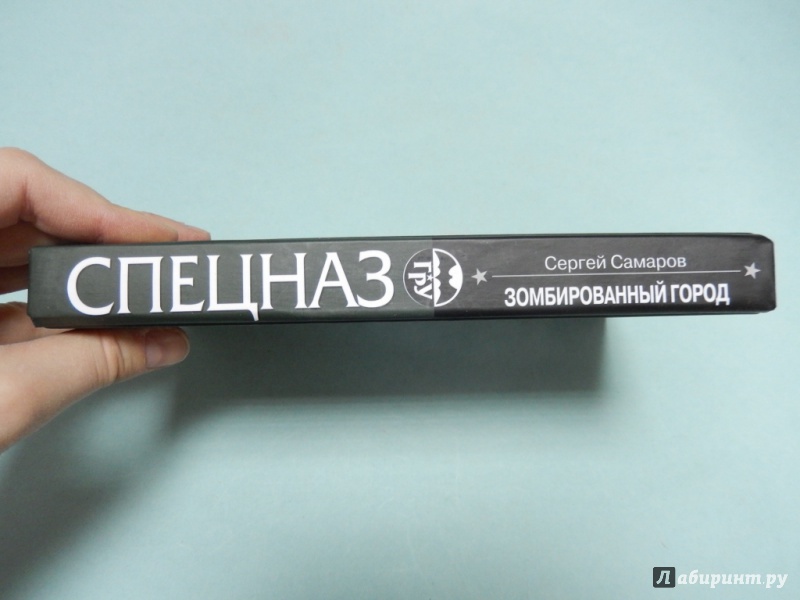 СПЕЦНАЗ
ГРУ
Сергей Самаров
ЗОМБИРОВАННЫЙ ГОРОД
Лабиринт.ру